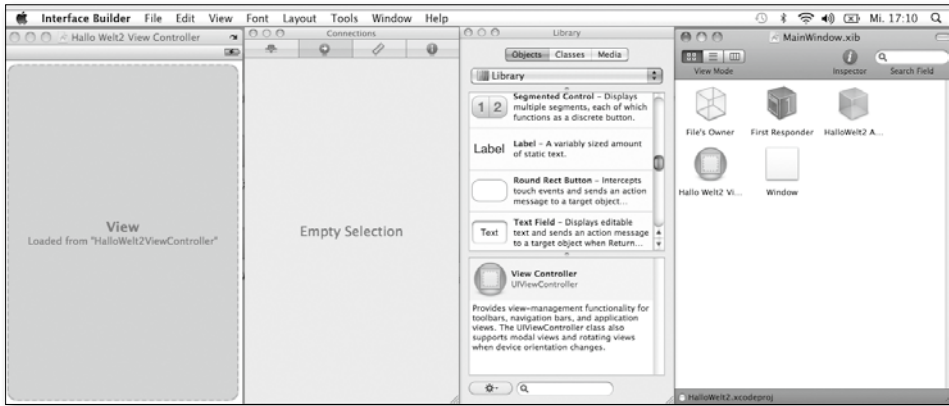 Interface Builder File Edit View Font Layout Tools Window Help
Mi. 17:10
Hallo Welt2 View Controller
View
Loaded from "HalloWelt2ViewController"
Connections
Empty Selection
Library
Objects Classes Media
Library
1 2
Segmented Control – Displays
multiple segments, each of which
functions as a discrete button.
Label
Label – A variably sized amount
of static text.
Round Rect Button – Intercepts
touch events and sends an action
message to a target object...
Text
Text Field – Displays editable
text and sends an action message
to a target object when Return...
View Controller
UIViewController
Provides view-management functionality for
toolbars, navigation bars, and application
views. The UIViewController class also
supports modal views and rotating views
when device orientation changes.
MainWindow.xib
View Mode
Inspector
Search Field
File's Owner
First Responder
HalloWelt2 A...
Hallo Welt2 Vi...
Window
HalloWelt2.xcodeproj